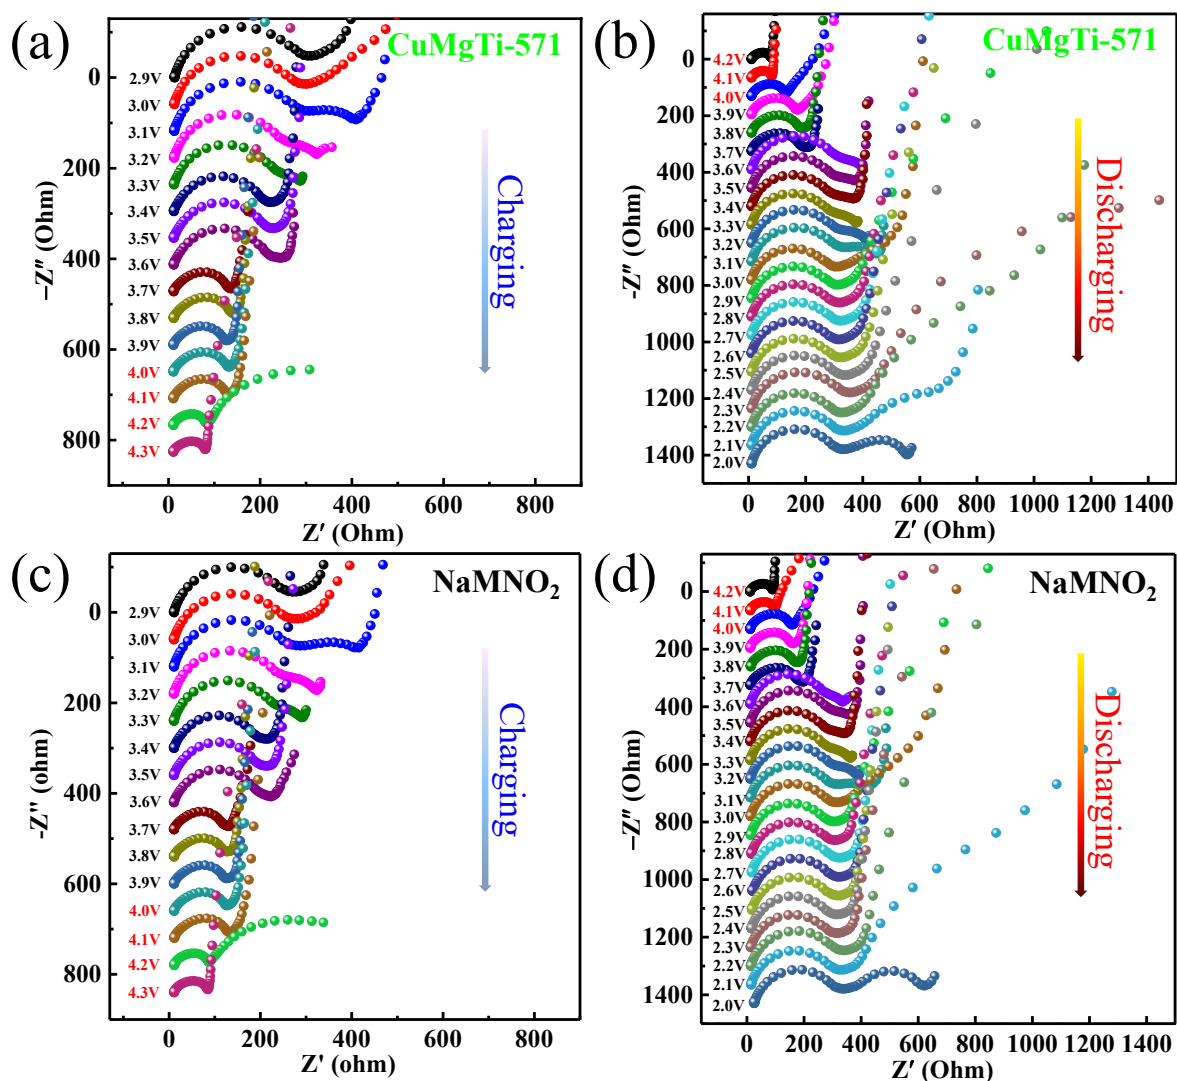 (a)
CuMgTi-571
0
200
400
600
800
–Z″ (Ohm)
2.9V
3.0V
3.1V
3.2V
3.3V
3.4V
3.5V
3.6V
3.7V
3.8V
3.9V
4.0V
4.1V
4.2V
4.3V
Charging
0
200
400
600
800
Z′ (Ohm)
(b)
CuMgTi-571
0
200
400
600
800
1000
1200
1400
-Z″ (Ohm)
4.2V
4.1V
4.0V
3.9V
3.8V
3.7V
3.6V
3.5V
3.4V
3.3V
3.2V
3.1V
3.0V
2.9V
2.8V
2.7V
2.6V
2.5V
2.4V
2.3V
2.2V
2.1V
2.0V
Discharging
0
200
400
600
800
1000
1200
1400
Z′ (Ohm)
(c)
NaMNO₂
0
200
400
600
800
-Z″ (ohm)
2.9V
3.0V
3.1V
3.2V
3.3V
3.4V
3.5V
3.6V
3.7V
3.8V
3.9V
4.0V
4.1V
4.2V
4.3V
Charging
0
200
400
600
800
Z′ (ohm)
(d)
NaMNO₂
0
200
400
600
800
1000
1200
1400
–Z″ (Ohm)
4.2V
4.1V
4.0V
3.9V
3.8V
3.7V
3.6V
3.5V
3.4V
3.3V
3.2V
3.1V
3.0V
2.9V
2.8V
2.7V
2.6V
2.5V
2.4V
2.3V
2.2V
2.1V
2.0V
Discharging
0
200
400
600
800
1000
1200
1400
Z′ (Ohm)